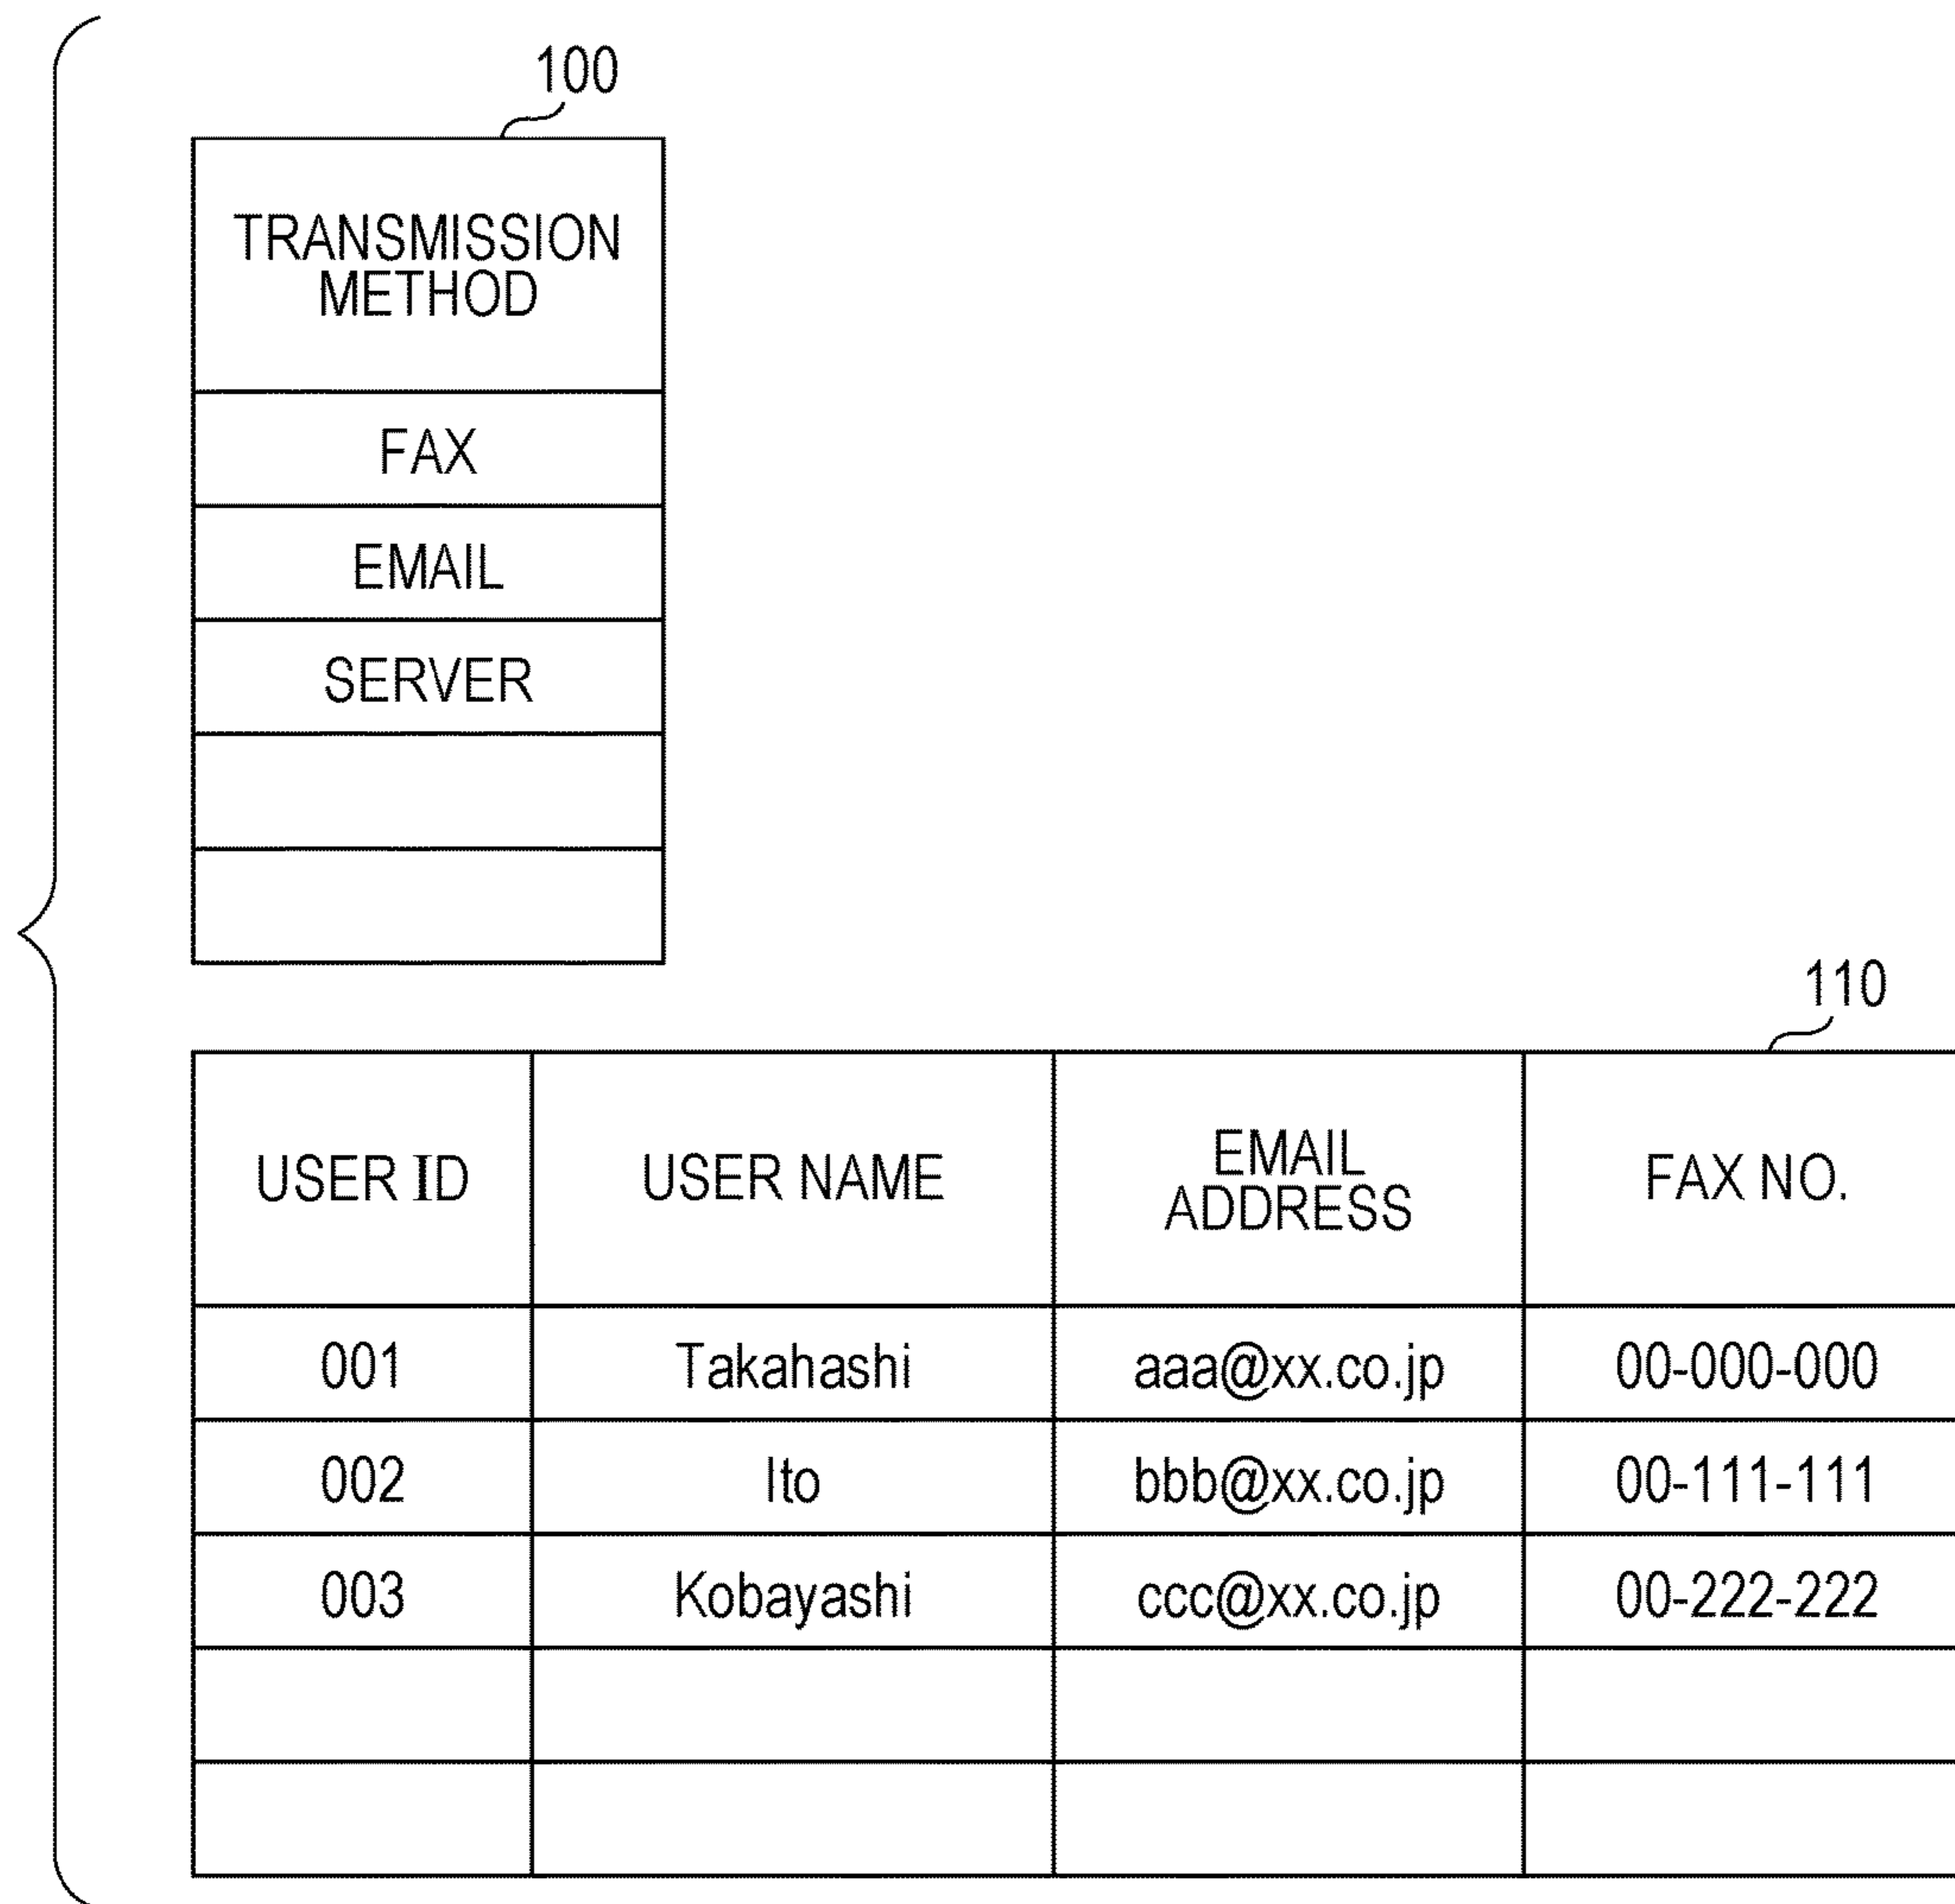 100
TRANSMISSION
METHOD
FAX
EMAIL
SERVER
110
USER ID USER NAME EMAIL ADDRESS FAX NO.
001 Takahashi aaa@xx.co.jp 00-000-000
002 Ito bbb@xx.co.jp 00-111-111
003 Kobayashi ccc@xx.co.jp 00-222-222